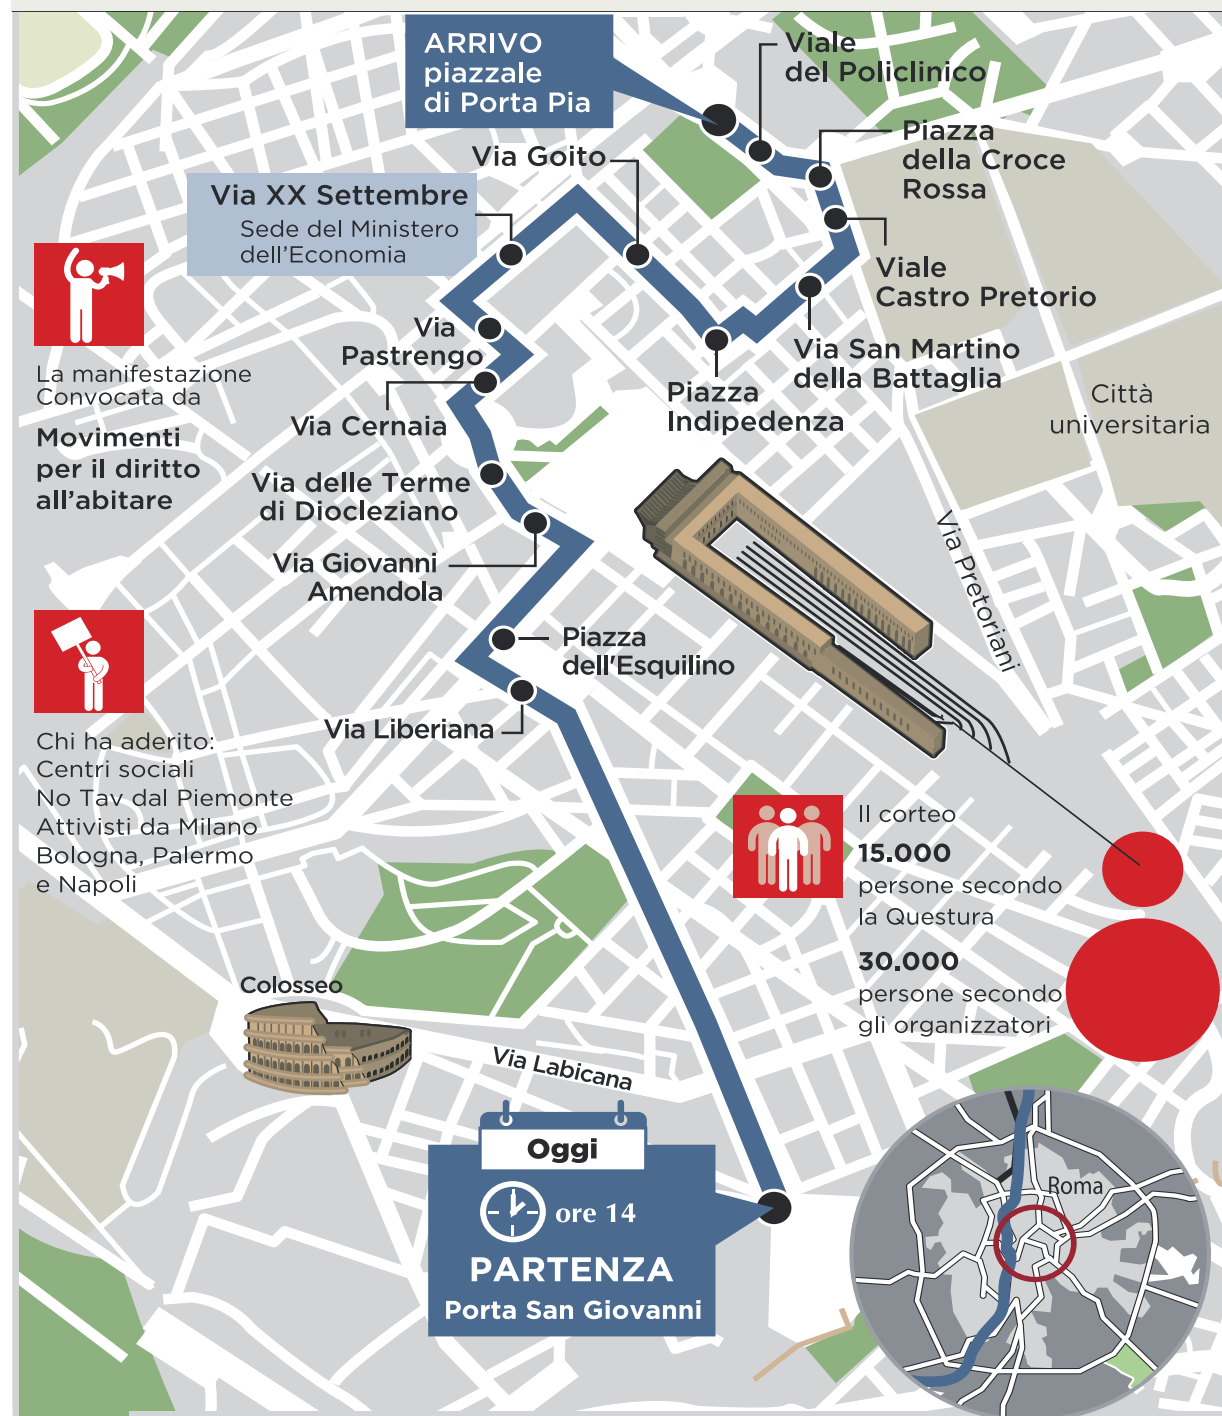 ARRIVO
piazzale
di Porta Pia
Viale
del Policlinico
Piazza
della Croce
Rossa
Via Goito
Via XX Settembre
Sede del Ministero
dell'Economia
Viale
Castro Pretorio
Via
Pastrengo
Via San Martino
della Battaglia
Piazza
Indipedenza
Città
universitaria
La manifestazione
Convocata da
Movimenti
per il diritto
all'abitare
Via Cernaia
Via delle Terme
di Diocleziano
Via Giovanni
Amendola
Via Pretoriani
Piazza
dell'Esquilino
Via Liberiana
Chi ha aderito:
Centri sociali
No Tav dal Piemonte
Attivisti da Milano
Bologna, Palermo
e Napoli
Il corteo
15.000
persone secondo
la Questura
30.000
persone secondo
gli organizzatori
Colosseo
Via Labicana
Oggi
ore 14
PARTENZA
Porta San Giovanni
Roma